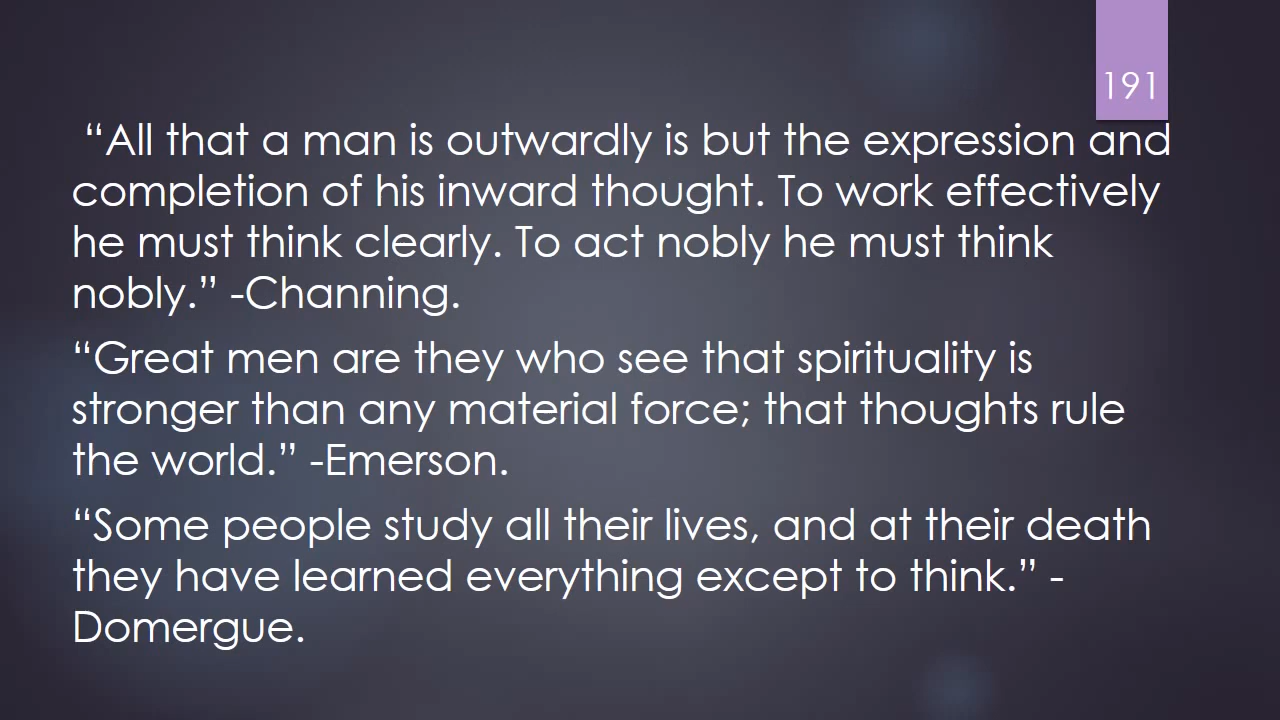 191
“All that a man is outwardly is but the expression and
completion of his inward thought. To work effectively
he must think clearly. To act nobly he must think
nobly.” -Channing.
“Great men are they who see that spirituality is
stronger than any material force; that thoughts rule
the world.” -Emerson.
“Some people study all their lives, and at their death
they have learned everything except to think.” -
Domergue.